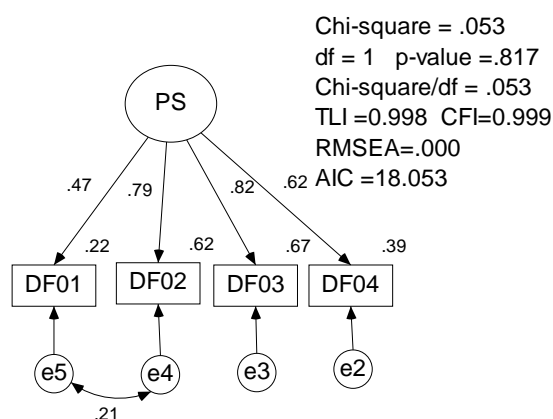 Chi-square = .053
df = 1 p-value =.817
Chi-square/df = .053
TLI =0.998 CFI=0.999
RMSEA=.000
AIC =18.053
PS
.47 .79 .82 .62
.22 .62 .67 .39
DF01 DF02 DF03 DF04
e5 e4 e3 e2
.21